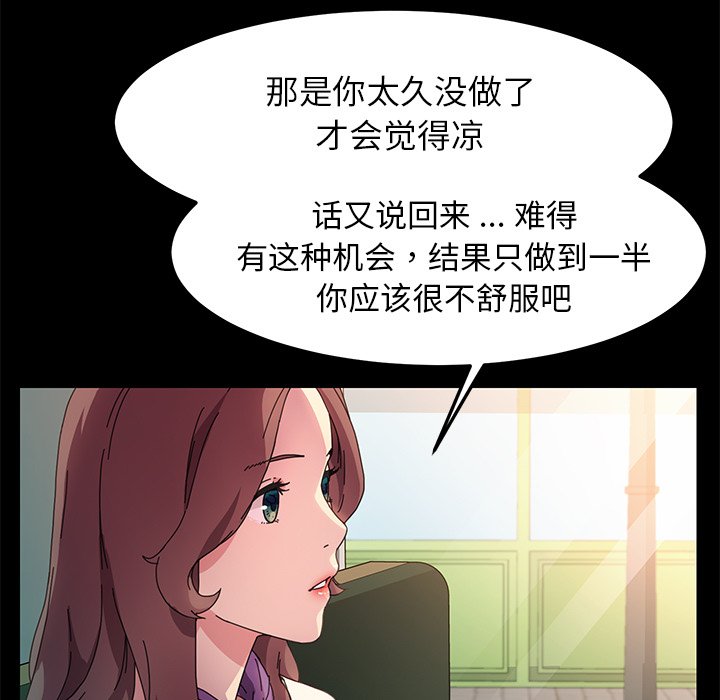 那是你太久没做了
才会觉得凉
话又说回来...难得
有这种机会，结果只做到一半
你应该很不舒服吧